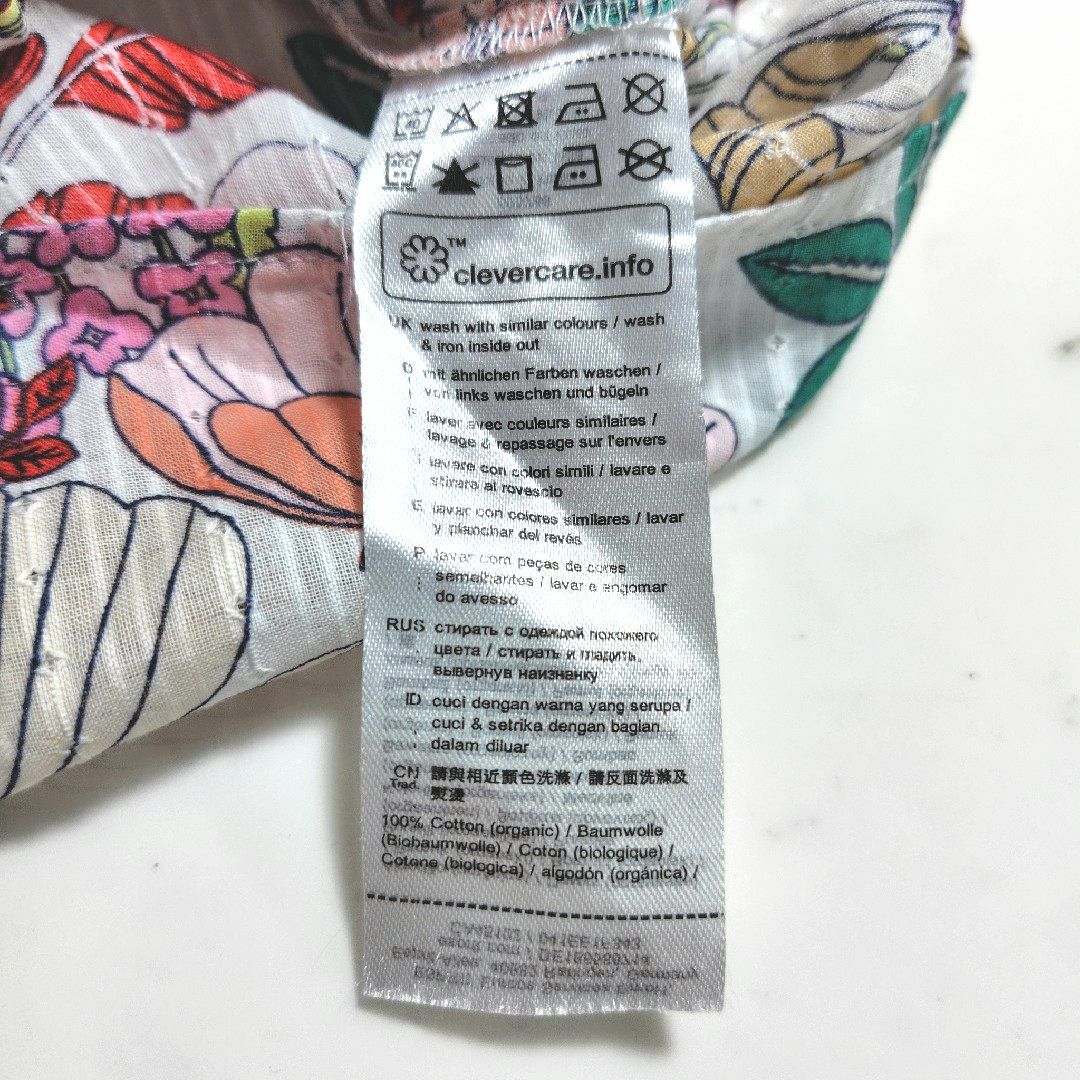 40
™
clevercare.info
UK wash with similar colours / wash
& iron inside out
D mit ähnlichen Farben waschen /
von links waschen und bügeln
F laver avec couleurs similaires /
lavage & repassage sur l'envers
I lavare con colori simili / lavare e
stirare al rovescio
E lavar con colores similares / lavar
y planchar del revés
P lavar com peças de cores
semelhantes / lavar e engomar
do avesso
RUS стирать с одеждой похожего
цвета / стирать и гладить,
вывернув наизнанку
ID cuci dengan warna yang serupa /
cuci & setrika dengan bagian
dalam diluar
CN Trad. 請與相近顏色洗滌 / 請反面洗滌及
熨燙
100% Cotton (organic) / Baumwolle
(Biobaumwolle) / Coton (biologique) /
Cotone (biologica) / algodón (orgánica) /